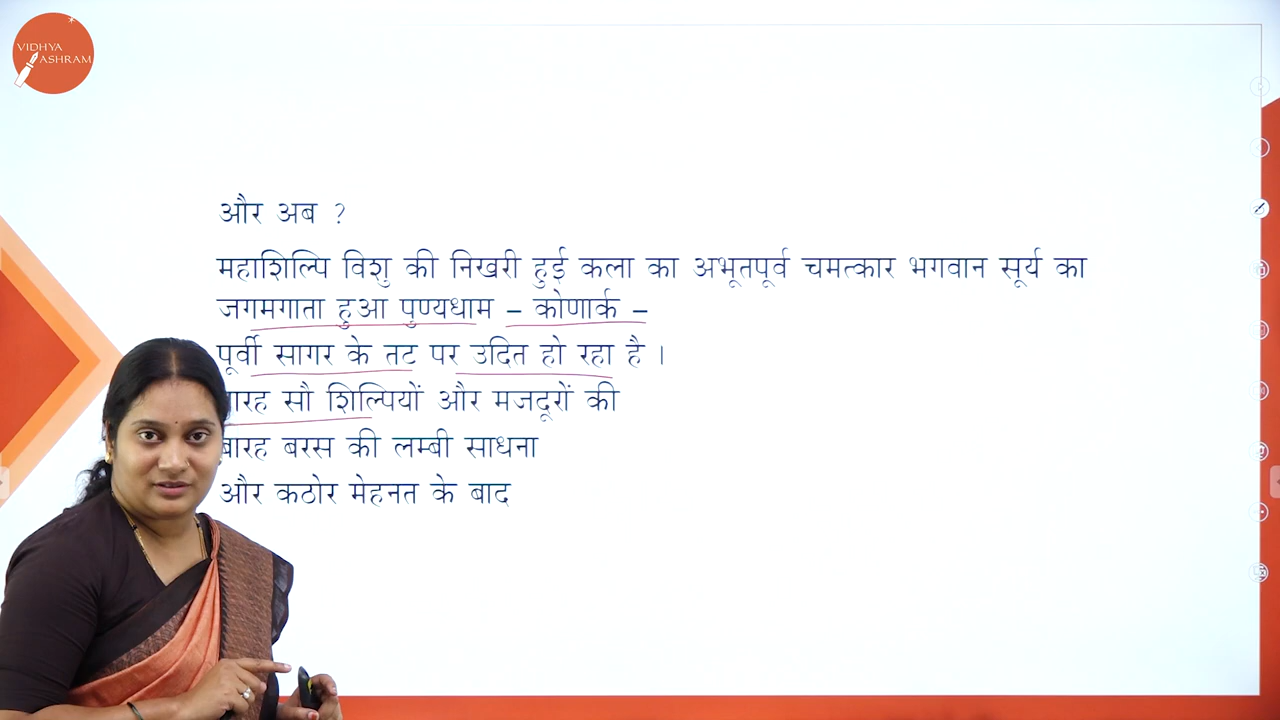 VIDHYA
ASHRAM
और अब ?
महाशिल्पि विशु की निखरी हुई कला का अभूतपूर्व चमत्कार भगवान सूर्य का
जगमगाता हुआ पुण्यधाम – कोणार्क –
पूर्वी सागर के तट पर उदित हो रहा है ।
सौ शिल्पियों और मजदूरों की
बारह बरस की लम्बी साधना
और कठोर मेहनत के बाद